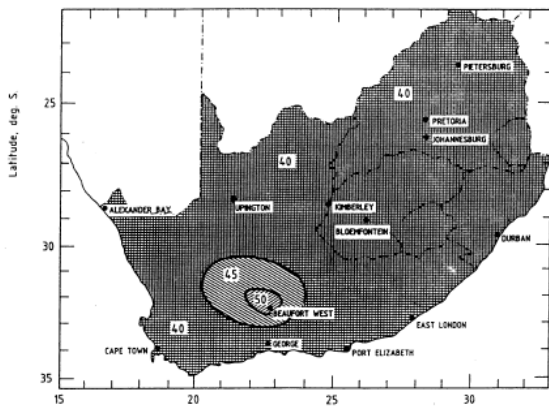 PIETERSBURG
40
25
PRETORIA
JOHANNESBURG
40
Latitude, deg. S.
ALEXANDER BAY
UPINGTON
KIMBERLEY
BLOEMFONTEIN
DURBAN
30
45
50
BEAUFORT WEST
40
EAST LONDON
CAPE TOWN
GEORGE
PORT ELIZABETH
35
15 20 25 30